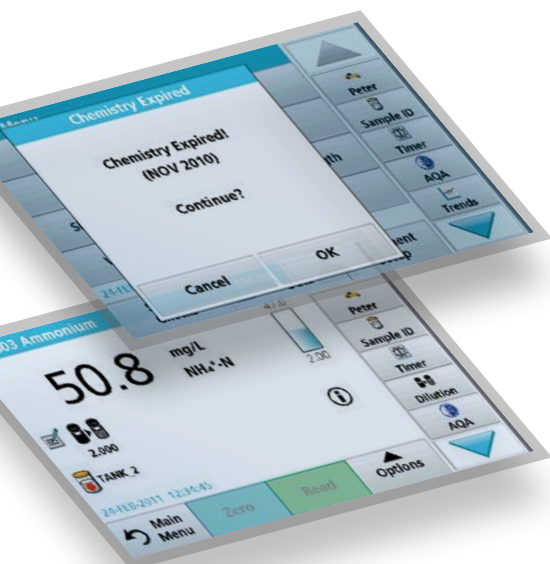 Menu
Chemistry Expired
Chemistry Expired!
(NOV 2010)
Continue?
Cancel
OK
Peter
Sample ID
Timer
AQA
Trends
03 Ammonium
50.8
mg/L
NH₄⁺-N
2.00
2.000
TANK_2
24-FEB-2011 12:34:45
Main
Menu
Zero
Read
Options
Peter
Sample ID
Timer
Dilution
AQA